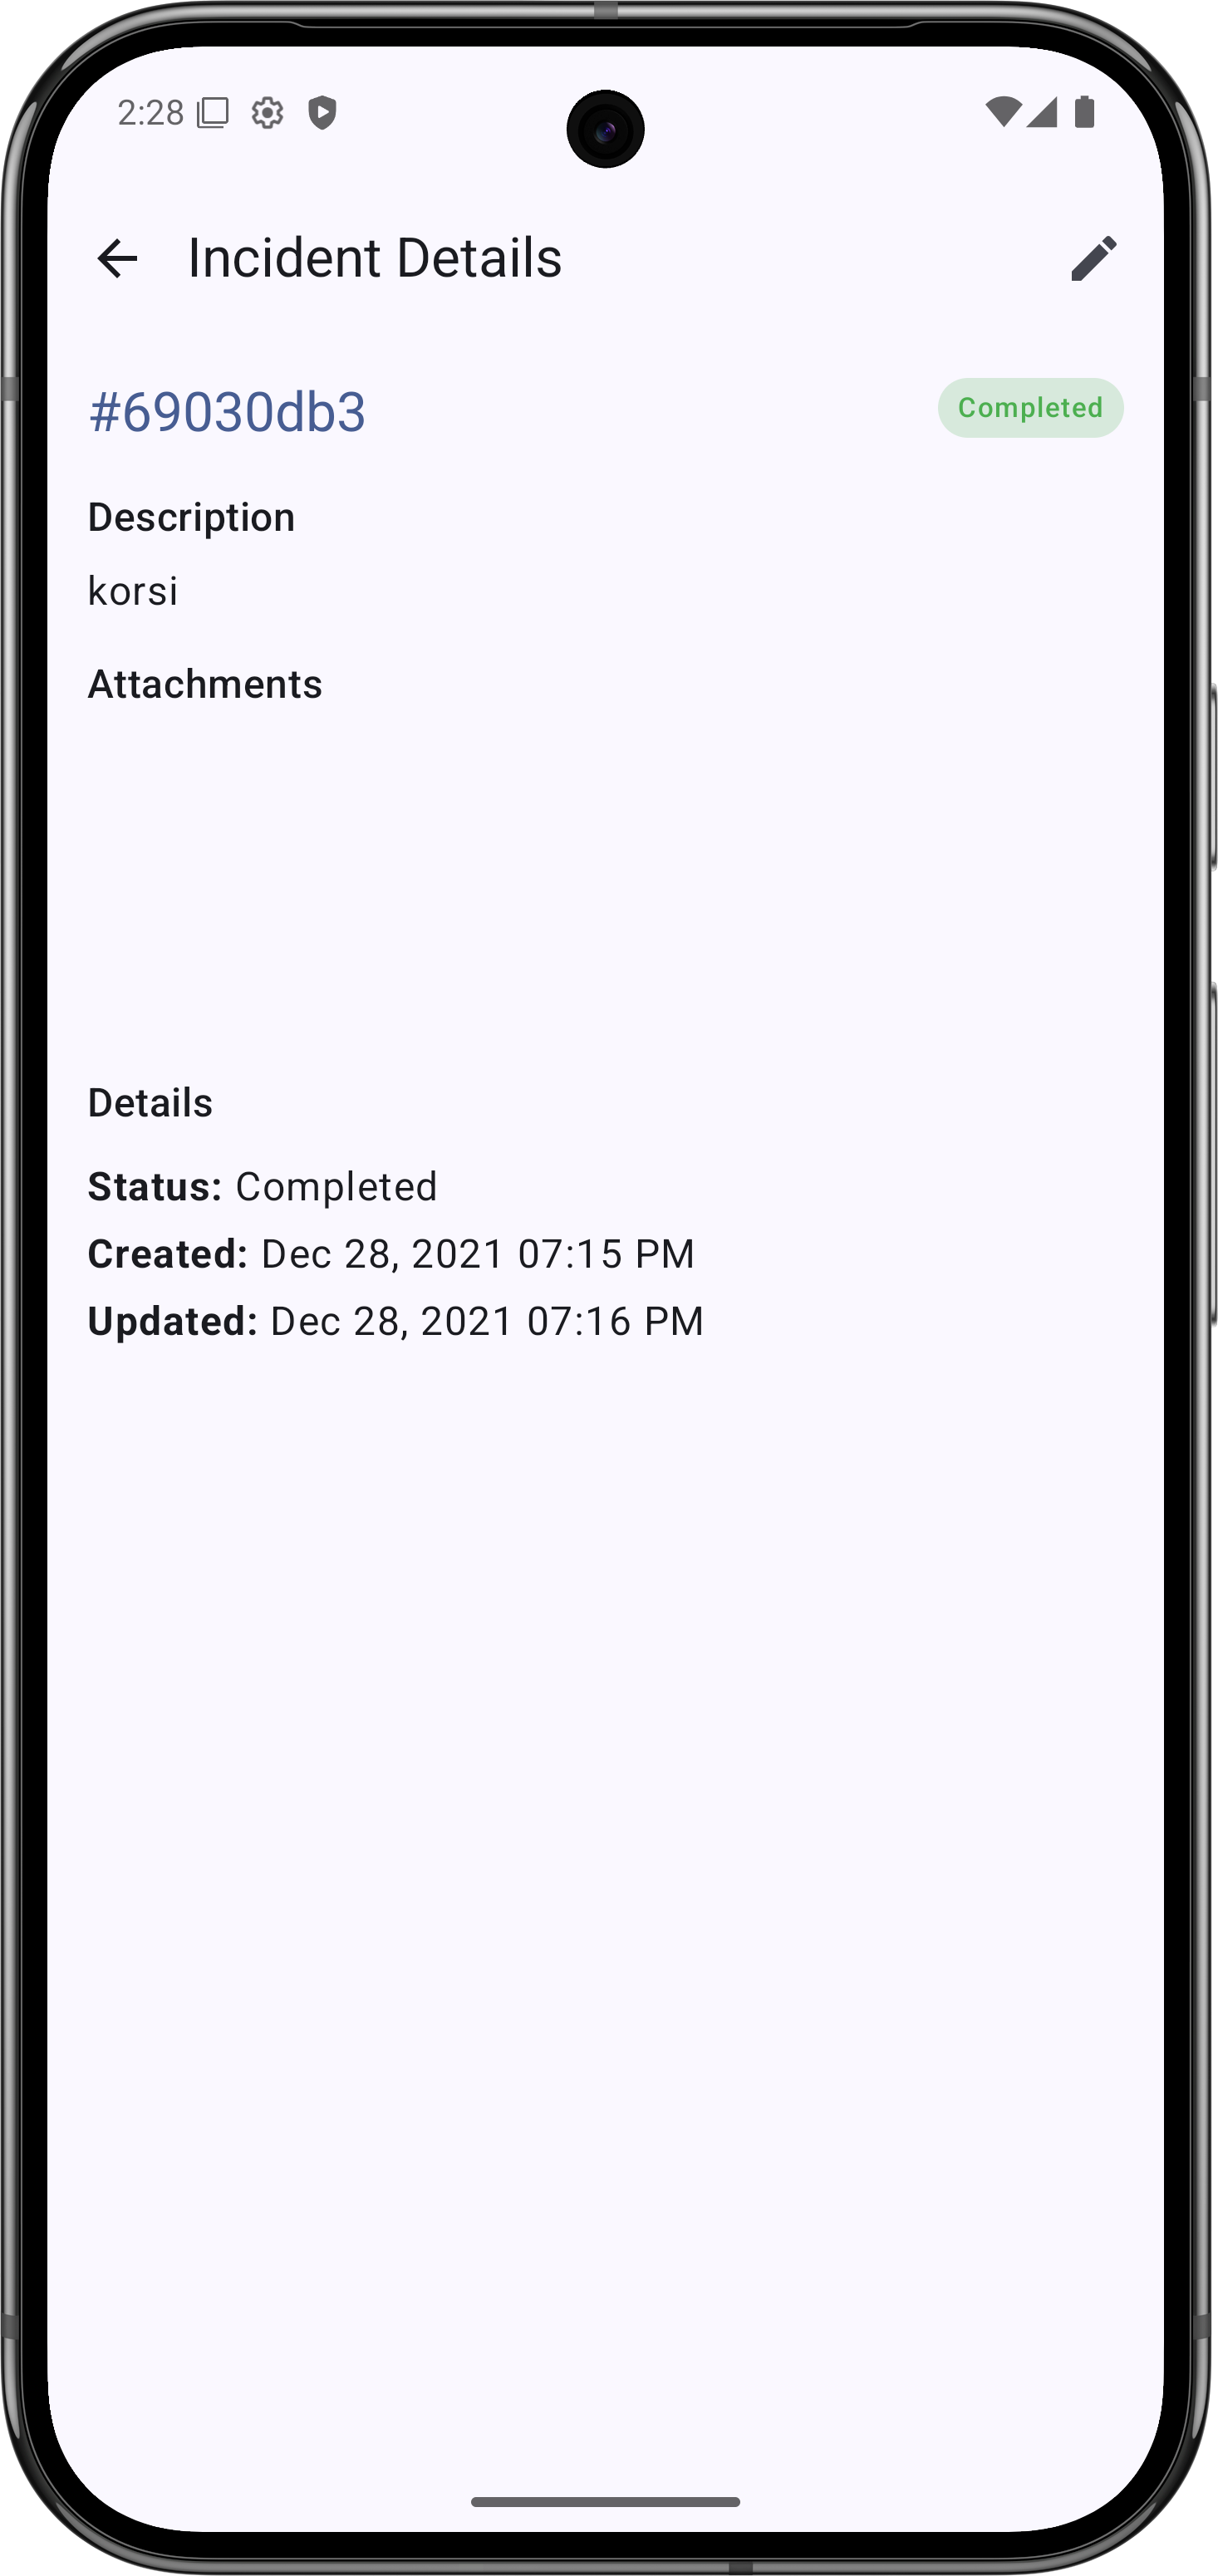 2:28
Incident Details
#69030db3
Completed
Description
korsi
Attachments
Details
Status: Completed
Created: Dec 28, 2021 07:15 PM
Updated: Dec 28, 2021 07:16 PM